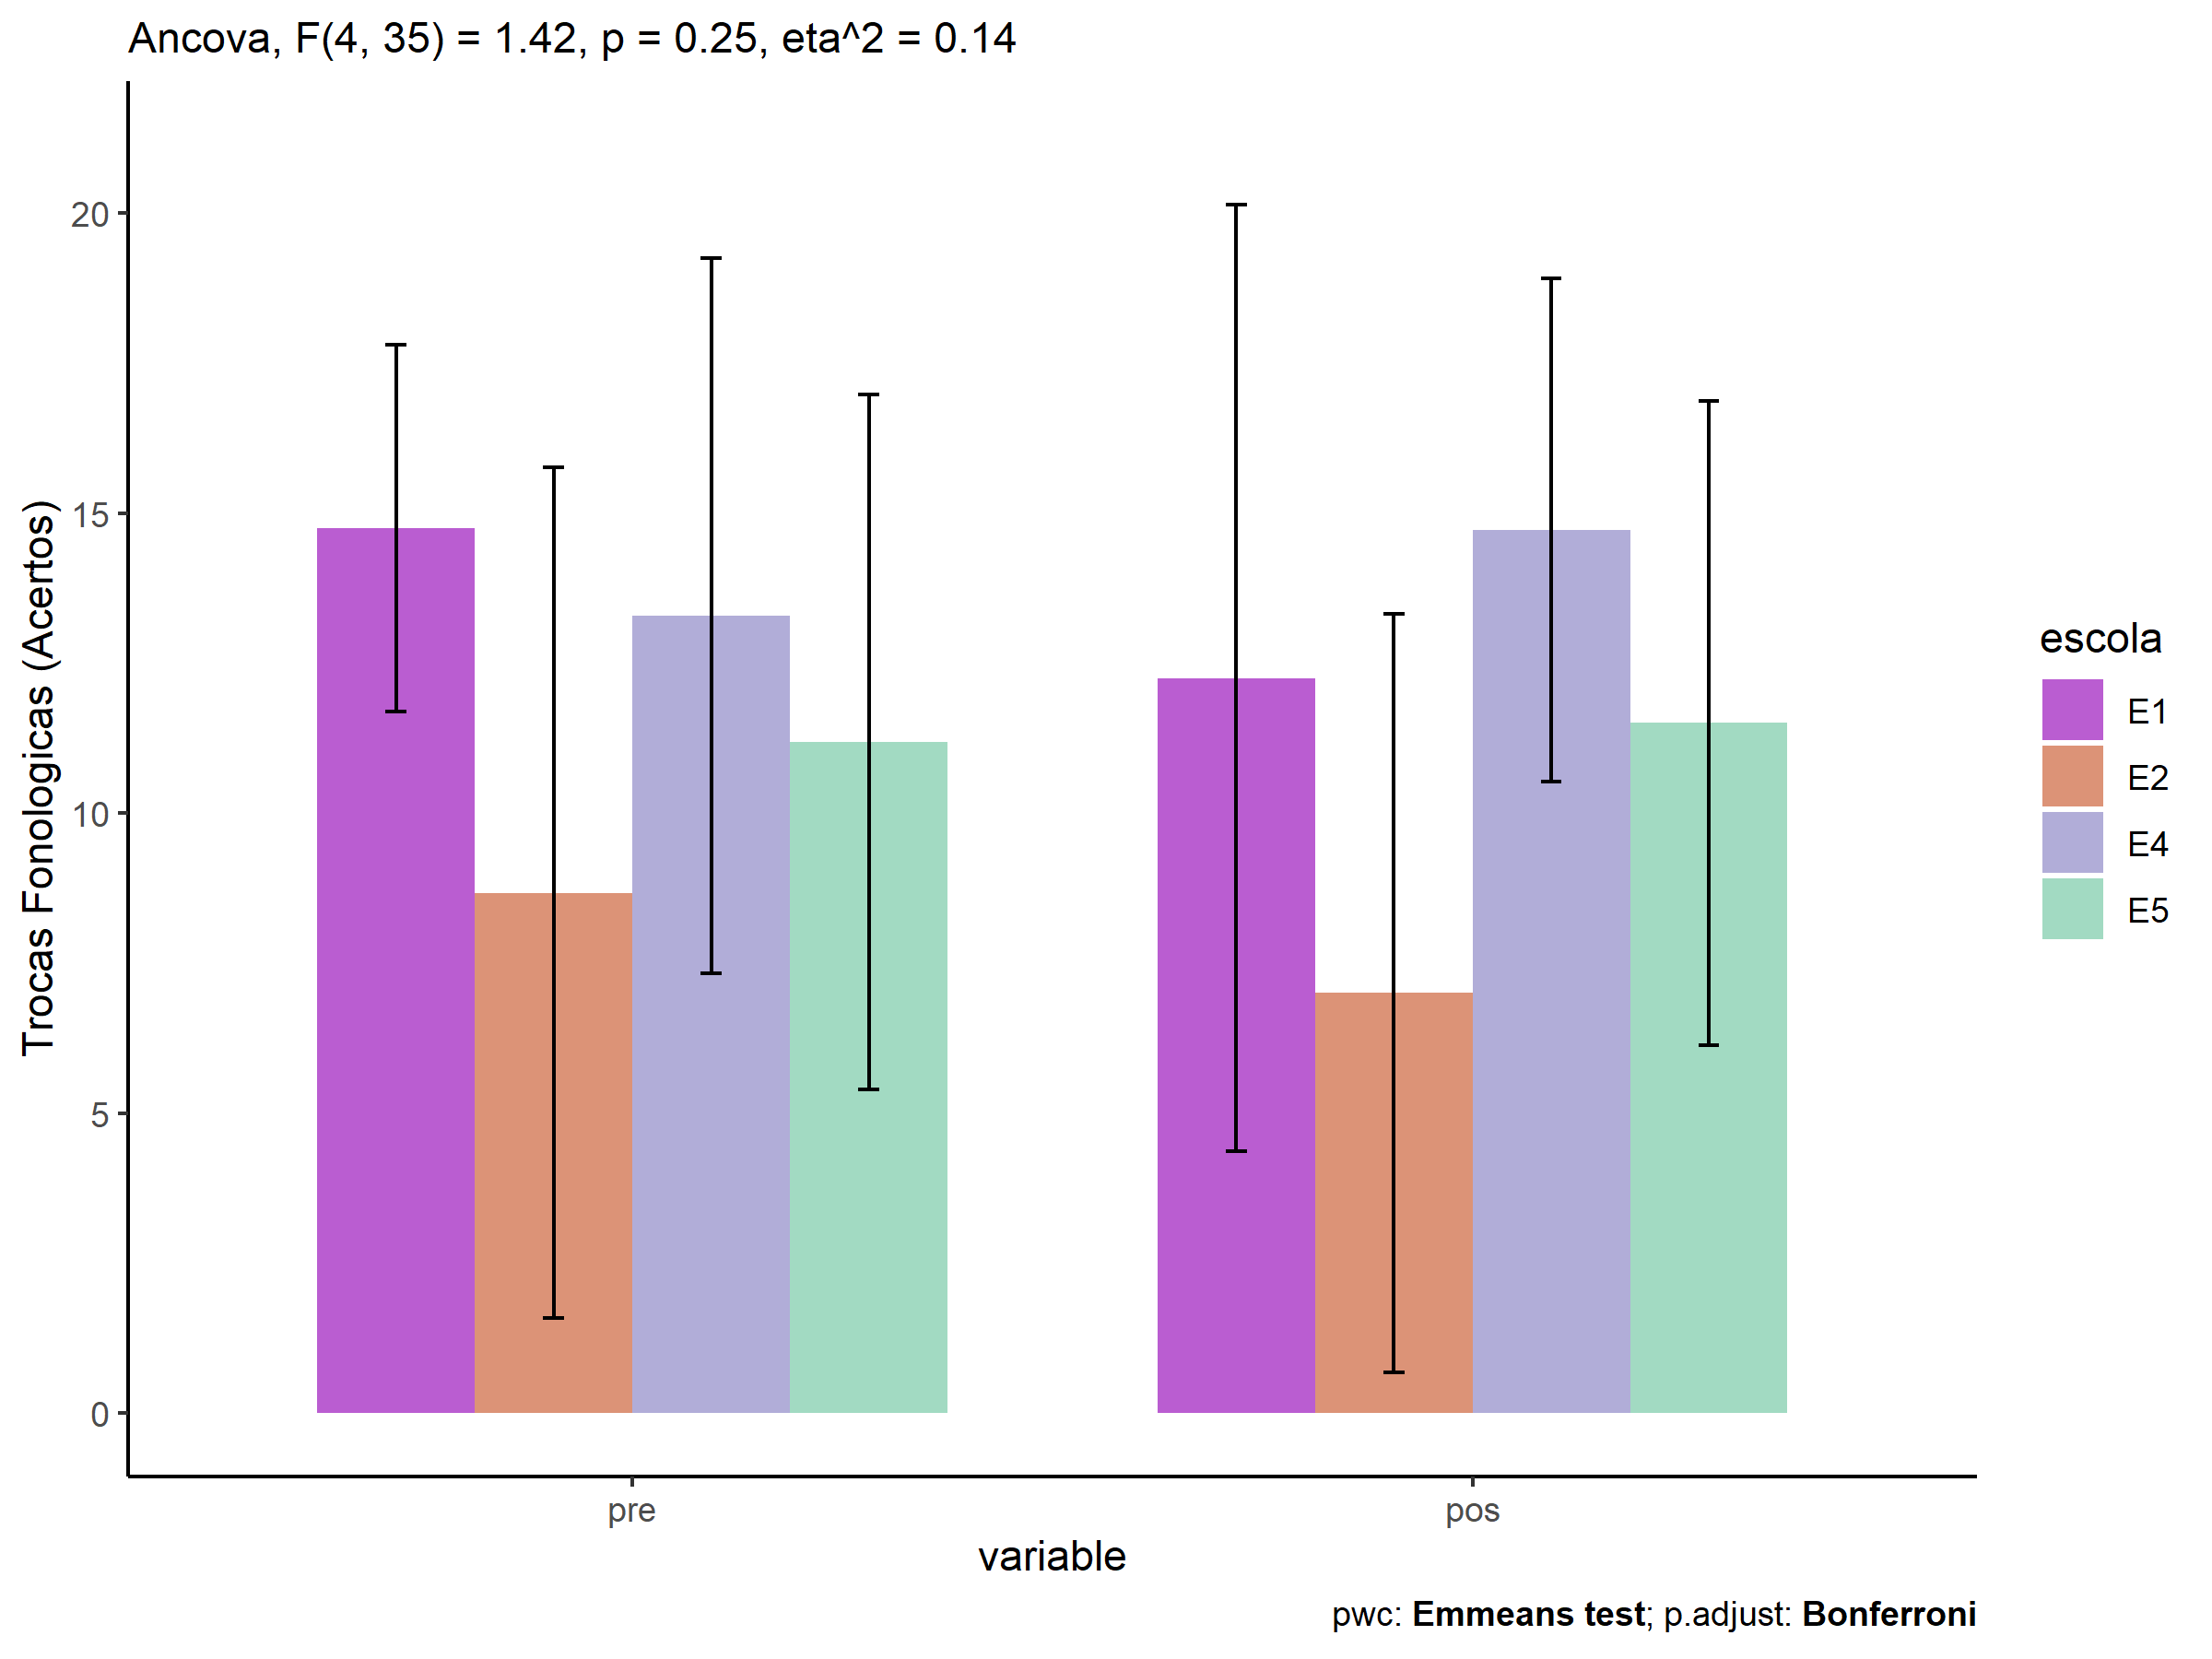 Ancova, F(4, 35) = 1.42, p = 0.25, eta^2 = 0.14
Trocas Fonologicas (Acertos)
20
15
10
5
0
pre
pos
variable
escola
E1
E2
E4
E5
pwc: Emmeans test; p.adjust: Bonferroni